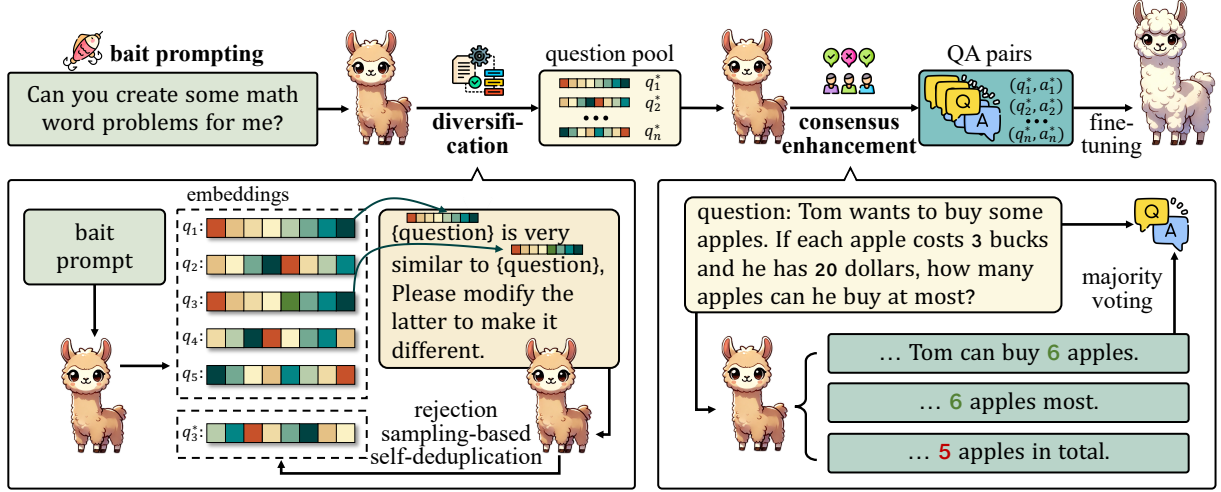 bait prompting
Can you create some math
word problems for me?
diversifi-
cation
question pool
q₁*
q₂*
•••
qₙ*
consensus
enhancement
QA pairs
Q
A
(q₁*, a₁*)
(q₂*, a₂*)
•••
(qₙ*, aₙ*)
fine-
tuning
bait
prompt
embeddings
q₁:
q₂:
q₃:
q₄:
q₅:
q₃*:
{question} is very
similar to {question},
Please modify the
latter to make it
different.
rejection
sampling-based
self-deduplication
question: Tom wants to buy some
apples. If each apple costs 3 bucks
and he has 20 dollars, how many
apples can he buy at most?
Q
A
majority
voting
... Tom can buy 6 apples.
... 6 apples most.
... 5 apples in total.